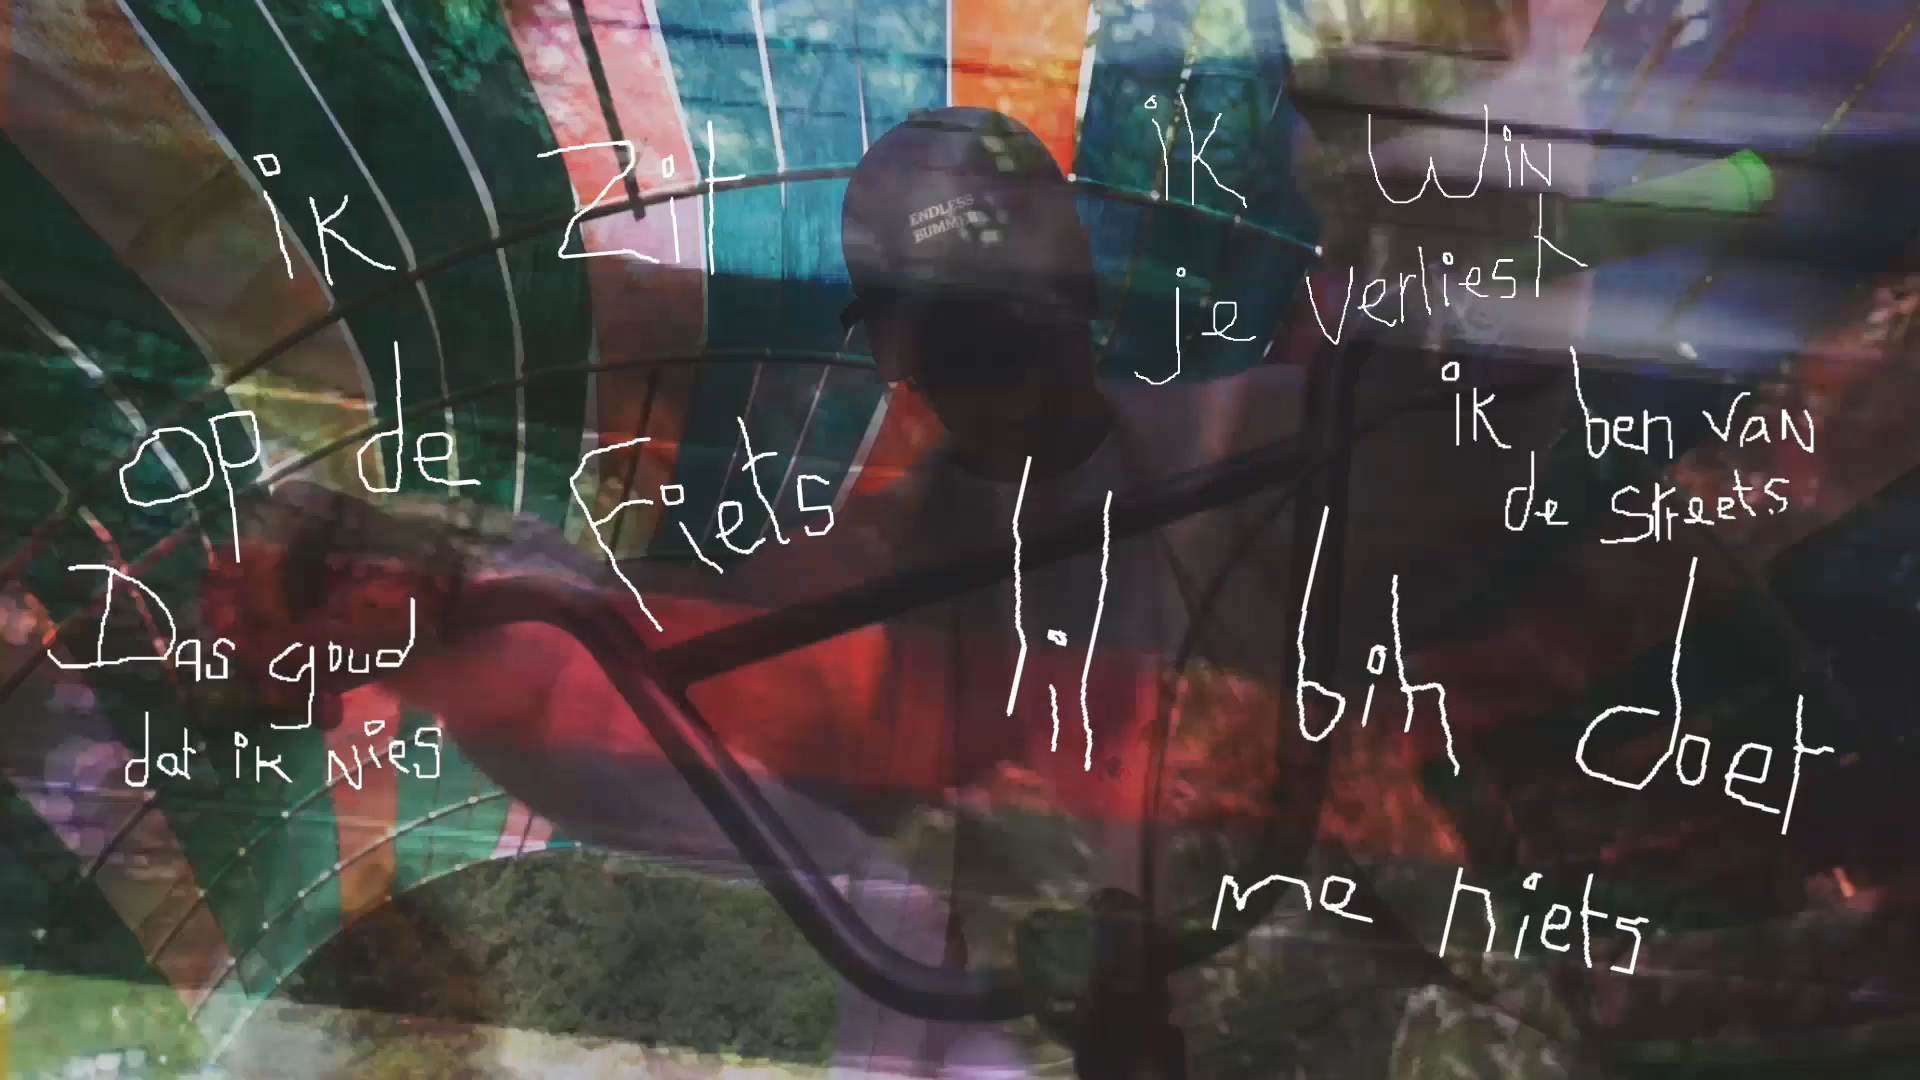 ik zit
op de Fiets
Das goud
dat ik nies
ENDLESS
BUMMER
ik win
je verliest
ik ben van
de streets
lil bih doet
me niets